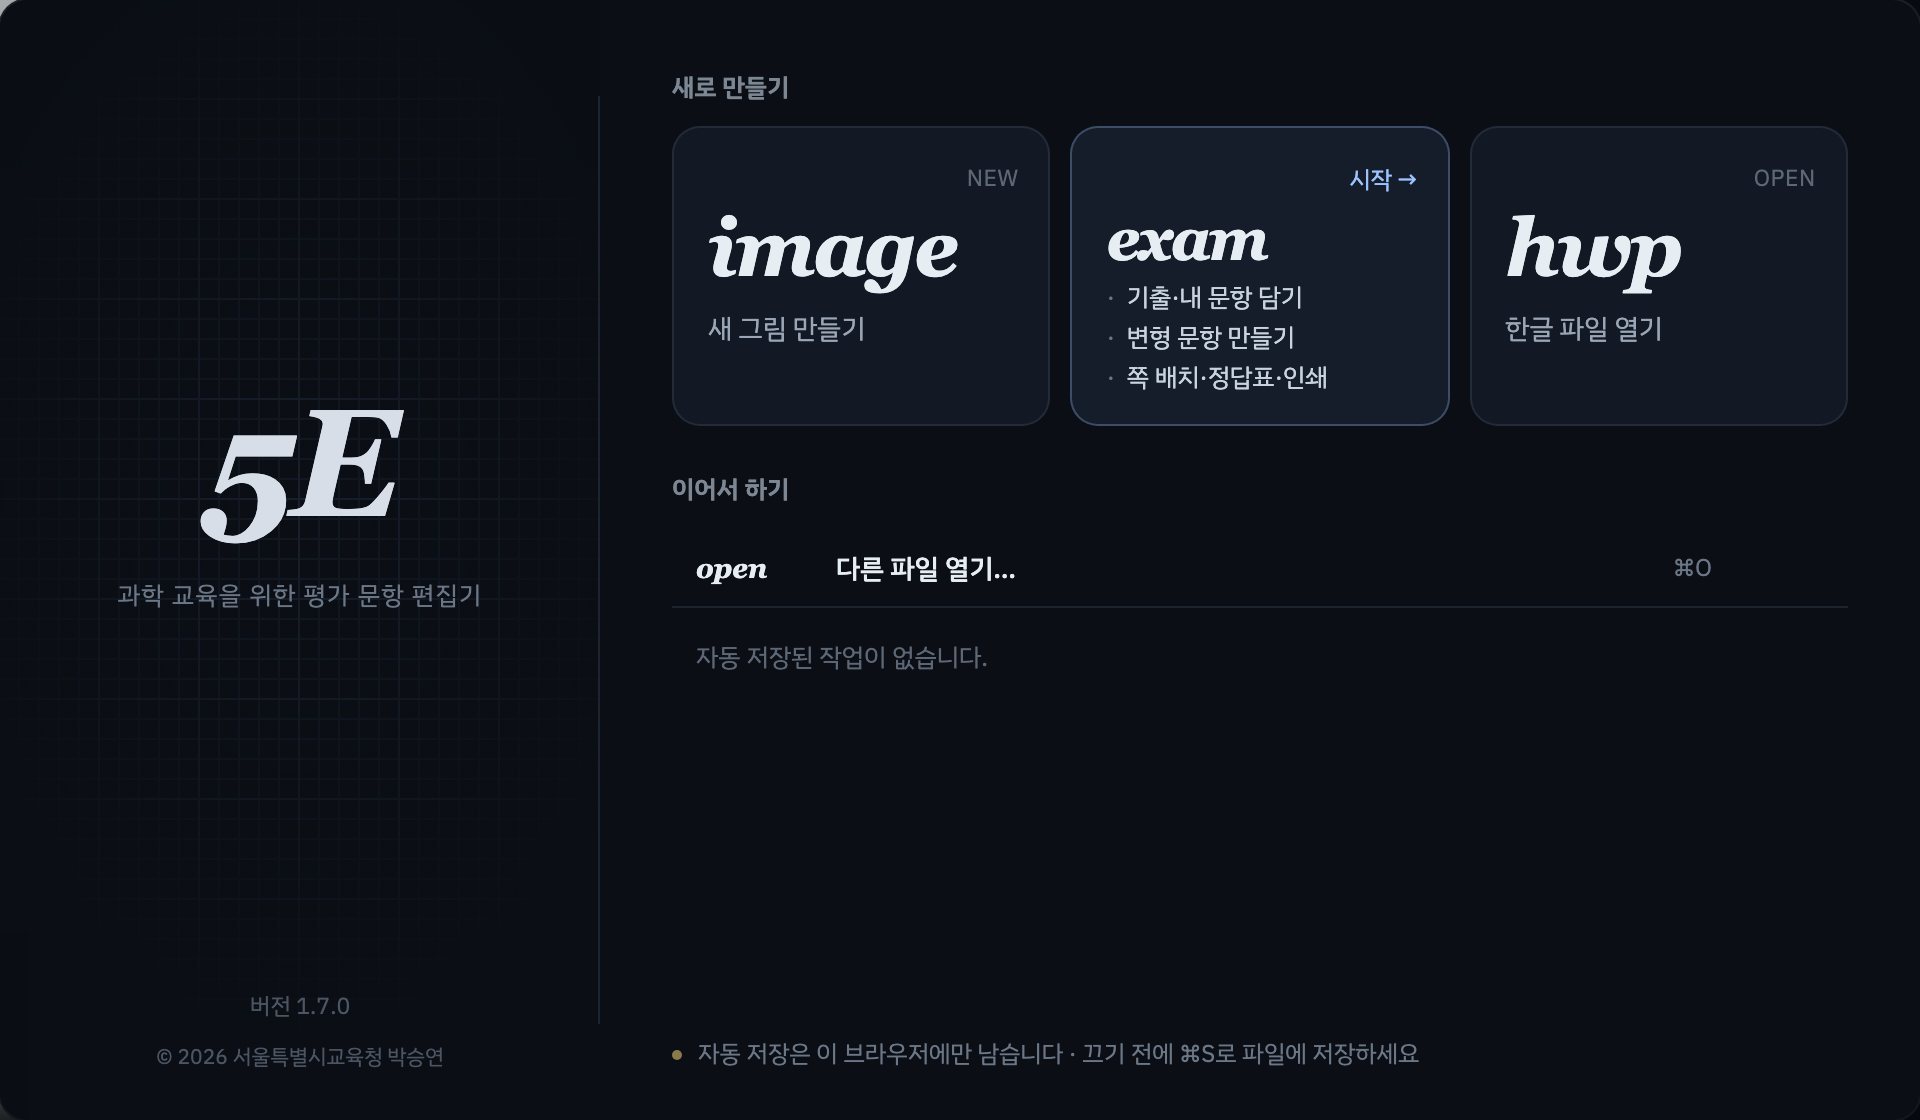 5E
과학 교육을 위한 평가 문항 편집기
버전 1.7.0
© 2026 서울특별시교육청 박승연
새로 만들기
NEW
image
새 그림 만들기
시작 →
exam
· 기출·내 문항 담기
· 변형 문항 만들기
· 쪽 배치·정답표·인쇄
OPEN
hwp
한글 파일 열기
이어서 하기
open 다른 파일 열기... ⌘O
자동 저장된 작업이 없습니다.
자동 저장은 이 브라우저에만 남습니다 · 끄기 전에 ⌘S로 파일에 저장하세요